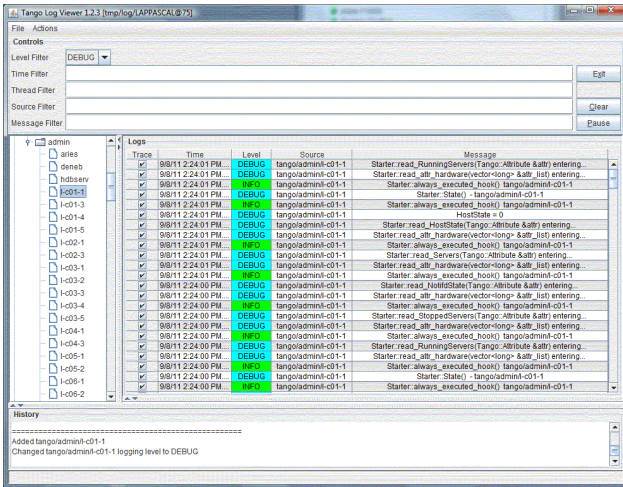 Tango Log Viewer 1.2.3 [tmp/log/LAPPASCAL@75]
File Actions
Controls
Level Filter DEBUG
Time Filter Exit
Thread Filter
Source Filter Clear
Message Filter Pause
admin
aries
deneb
hdbserv
l-c01-1
l-c01-3
l-c01-4
l-c01-5
l-c02-1
l-c02-3
l-c03-1
l-c03-2
l-c03-3
l-c03-4
l-c03-5
l-c04-1
l-c04-3
l-c05-1
l-c05-2
l-c06-1
l-c06-2
Logs
Trace Time Level Source Message
9/8/11 2:24:01 PM.... DEBUG tango/admin/l-c01-1 Starter::read_RunningServers(Tango::Attribute &attr) entering...
9/8/11 2:24:01 PM.... DEBUG tango/admin/l-c01-1 Starter::read_attr_hardware(vector<long> &attr_list) entering...
9/8/11 2:24:01 PM.... INFO tango/admin/l-c01-1 Starter::always_executed_hook() tango/admin/l-c01-1
9/8/11 2:24:01 PM.... DEBUG tango/admin/l-c01-1 Starter::State() - tango/admin/l-c01-1
9/8/11 2:24:01 PM.... DEBUG tango/admin/l-c01-1 HostState = 0
9/8/11 2:24:01 PM.... DEBUG tango/admin/l-c01-1 Starter::read_HostState(Tango::Attribute &attr) entering...
9/8/11 2:24:01 PM.... DEBUG tango/admin/l-c01-1 Starter::read_attr_hardware(vector<long> &attr_list) entering...
9/8/11 2:24:01 PM.... INFO tango/admin/l-c01-1 Starter::always_executed_hook() tango/admin/l-c01-1
9/8/11 2:24:01 PM.... DEBUG tango/admin/l-c01-1 Starter::read_Servers(Tango::Attribute &attr) entering...
9/8/11 2:24:01 PM.... DEBUG tango/admin/l-c01-1 Starter::read_attr_hardware(vector<long> &attr_list) entering...
9/8/11 2:24:01 PM.... INFO tango/admin/l-c01-1 Starter::always_executed_hook() tango/admin/l-c01-1
9/8/11 2:24:00 PM.... DEBUG tango/admin/l-c01-1 Starter::read_NotifdState(Tango::Attribute &attr) entering...
9/8/11 2:24:00 PM.... DEBUG tango/admin/l-c01-1 Starter::read_attr_hardware(vector<long> &attr_list) entering...
9/8/11 2:24:00 PM.... INFO tango/admin/l-c01-1 Starter::always_executed_hook() tango/admin/l-c01-1
9/8/11 2:24:00 PM.... DEBUG tango/admin/l-c01-1 Starter::read_StoppedServers(Tango::Attribute &attr) entering...
9/8/11 2:24:00 PM.... DEBUG tango/admin/l-c01-1 Starter::read_attr_hardware(vector<long> &attr_list) entering...
9/8/11 2:24:00 PM.... INFO tango/admin/l-c01-1 Starter::always_executed_hook() tango/admin/l-c01-1
9/8/11 2:24:00 PM.... DEBUG tango/admin/l-c01-1 Starter::read_RunningServers(Tango::Attribute &attr) entering...
9/8/11 2:24:00 PM.... DEBUG tango/admin/l-c01-1 Starter::read_attr_hardware(vector<long> &attr_list) entering...
9/8/11 2:24:00 PM.... INFO tango/admin/l-c01-1 Starter::always_executed_hook() tango/admin/l-c01-1
9/8/11 2:24:00 PM.... DEBUG tango/admin/l-c01-1 Starter::State() - tango/admin/l-c01-1
9/8/11 2:24:00 PM.... INFO tango/admin/l-c01-1 Starter::always_executed_hook() tango/admin/l-c01-1
History
==================================================
Added tango/admin/l-c01-1
Changed tango/admin/l-c01-1 logging level to DEBUG